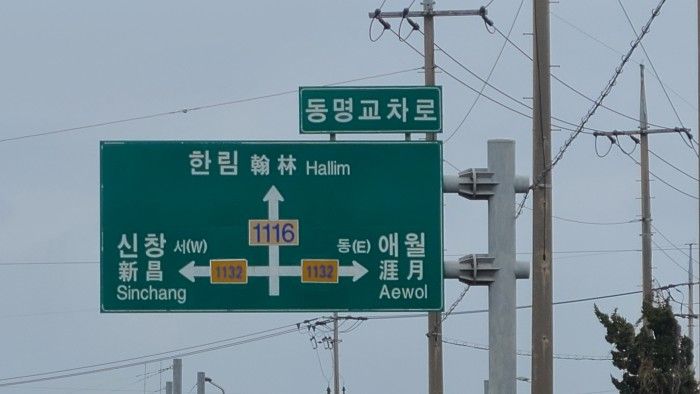 동명교차로
한림 翰林 Hallim
1116
신창 서(W)
新昌
Sinchang
1132
1132
동(E) 애월
涯月
Aewol